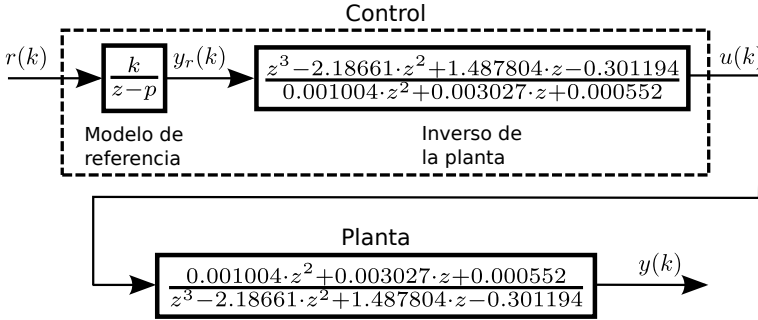 Control
r(k)
k
z−p
y_r(k)
z^3−2.18661·z^2+1.487804·z−0.301194
0.001004·z^2+0.003027·z+0.000552
u(k)
Modelo de
referencia
Inverso de
la planta
Planta
0.001004·z^2+0.003027·z+0.000552
z^3−2.18661·z^2+1.487804·z−0.301194
y(k)